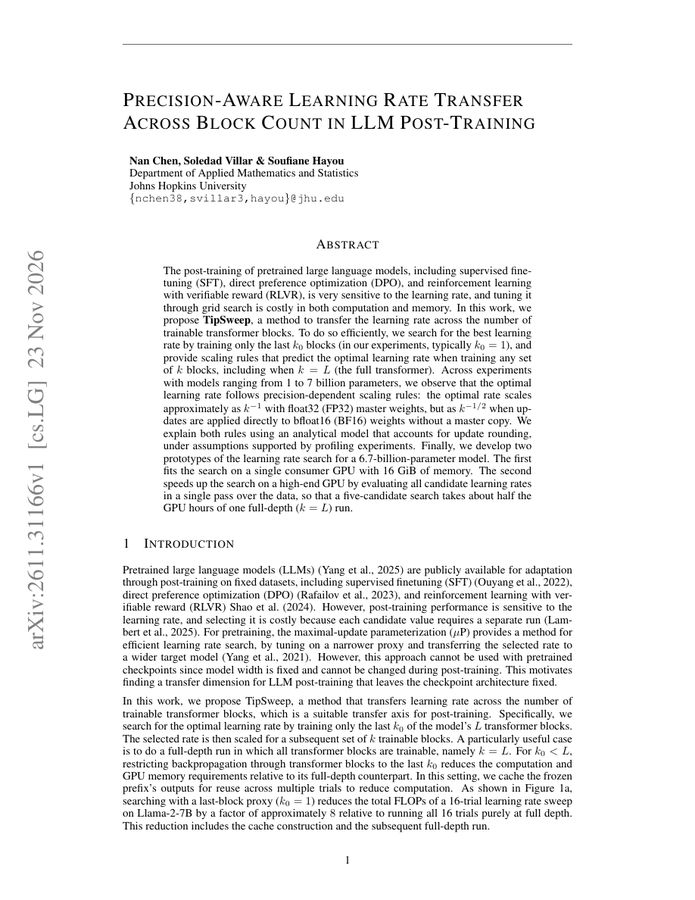 PRECISION-AWARE LEARNING RATE TRANSFER
ACROSS BLOCK COUNT IN LLM POST-TRAINING
Nan Chen, Soledad Villar & Soufiane Hayou
Department of Applied Mathematics and Statistics
Johns Hopkins University
{nchen38,svillar3,hayou}@jhu.edu
ABSTRACT
The post-training of pretrained large language models, including supervised fine-
tuning (SFT), direct preference optimization (DPO), and reinforcement learning
with verifiable reward (RLVR), is very sensitive to the learning rate, and tuning it
through grid search is costly in both computation and memory. In this work, we
propose TipSweep, a method to transfer the learning rate across the number of
trainable transformer blocks. To do so efficiently, we search for the best learning
rate by training only the last k₀ blocks (in our experiments, typically k₀ = 1), and
provide scaling rules that predict the optimal learning rate when training any set
of k blocks, including when k = L (the full transformer). Across experiments
with models ranging from 1 to 7 billion parameters, we observe that the optimal
learning rate follows precision-dependent scaling rules: the optimal rate scales
approximately as k⁻¹ with float32 (FP32) master weights, but as k⁻¹/² when up-
dates are applied directly to bfloat16 (BF16) weights without a master copy. We
explain both rules using an analytical model that accounts for update rounding,
under assumptions supported by profiling experiments. Finally, we develop two
prototypes of the learning rate search for a 6.7-billion-parameter model. The first
fits the search on a single consumer GPU with 16 GiB of memory. The second
speeds up the search on a high-end GPU by evaluating all candidate learning rates
in a single pass over the data, so that a five-candidate search takes about half the
GPU hours of one full-depth (k = L) run.
1 INTRODUCTION
Pretrained large language models (LLMs) (Yang et al., 2025) are publicly available for adaptation
through post-training on fixed datasets, including supervised finetuning (SFT) (Ouyang et al., 2022),
direct preference optimization (DPO) (Rafailov et al., 2023), and reinforcement learning with ver-
ifiable reward (RLVR) Shao et al. (2024). However, post-training performance is sensitive to the
learning rate, and selecting it is costly because each candidate value requires a separate run (Lam-
bert et al., 2025). For pretraining, the maximal-update parameterization (μP) provides a method for
efficient learning rate search, by tuning on a narrower proxy and transferring the selected rate to
a wider target model (Yang et al., 2021). However, this approach cannot be used with pretrained
checkpoints since model width is fixed and cannot be changed during post-training. This motivates
finding a transfer dimension for LLM post-training that leaves the checkpoint architecture fixed.
In this work, we propose TipSweep, a method that transfers learning rate across the number of
trainable transformer blocks, which is a suitable transfer axis for post-training. Specifically, we
search for the optimal learning rate by training only the last k₀ of the model's L transformer blocks.
The selected rate is then scaled for a subsequent set of k trainable blocks. A particularly useful case
is to do a full-depth run in which all transformer blocks are trainable, namely k = L. For k₀ < L,
restricting backpropagation through transformer blocks to the last k₀ reduces the computation and
GPU memory requirements relative to its full-depth counterpart. In this setting, we cache the frozen
prefix's outputs for reuse across multiple trials to reduce computation. As shown in Figure 1a,
searching with a last-block proxy (k₀ = 1) reduces the total FLOPs of a 16-trial learning rate sweep
on Llama-2-7B by a factor of approximately 8 relative to running all 16 trials purely at full depth.
This reduction includes the cache construction and the subsequent full-depth run.
1
arXiv:2611.31166v1 [cs.LG] 23 Nov 2026